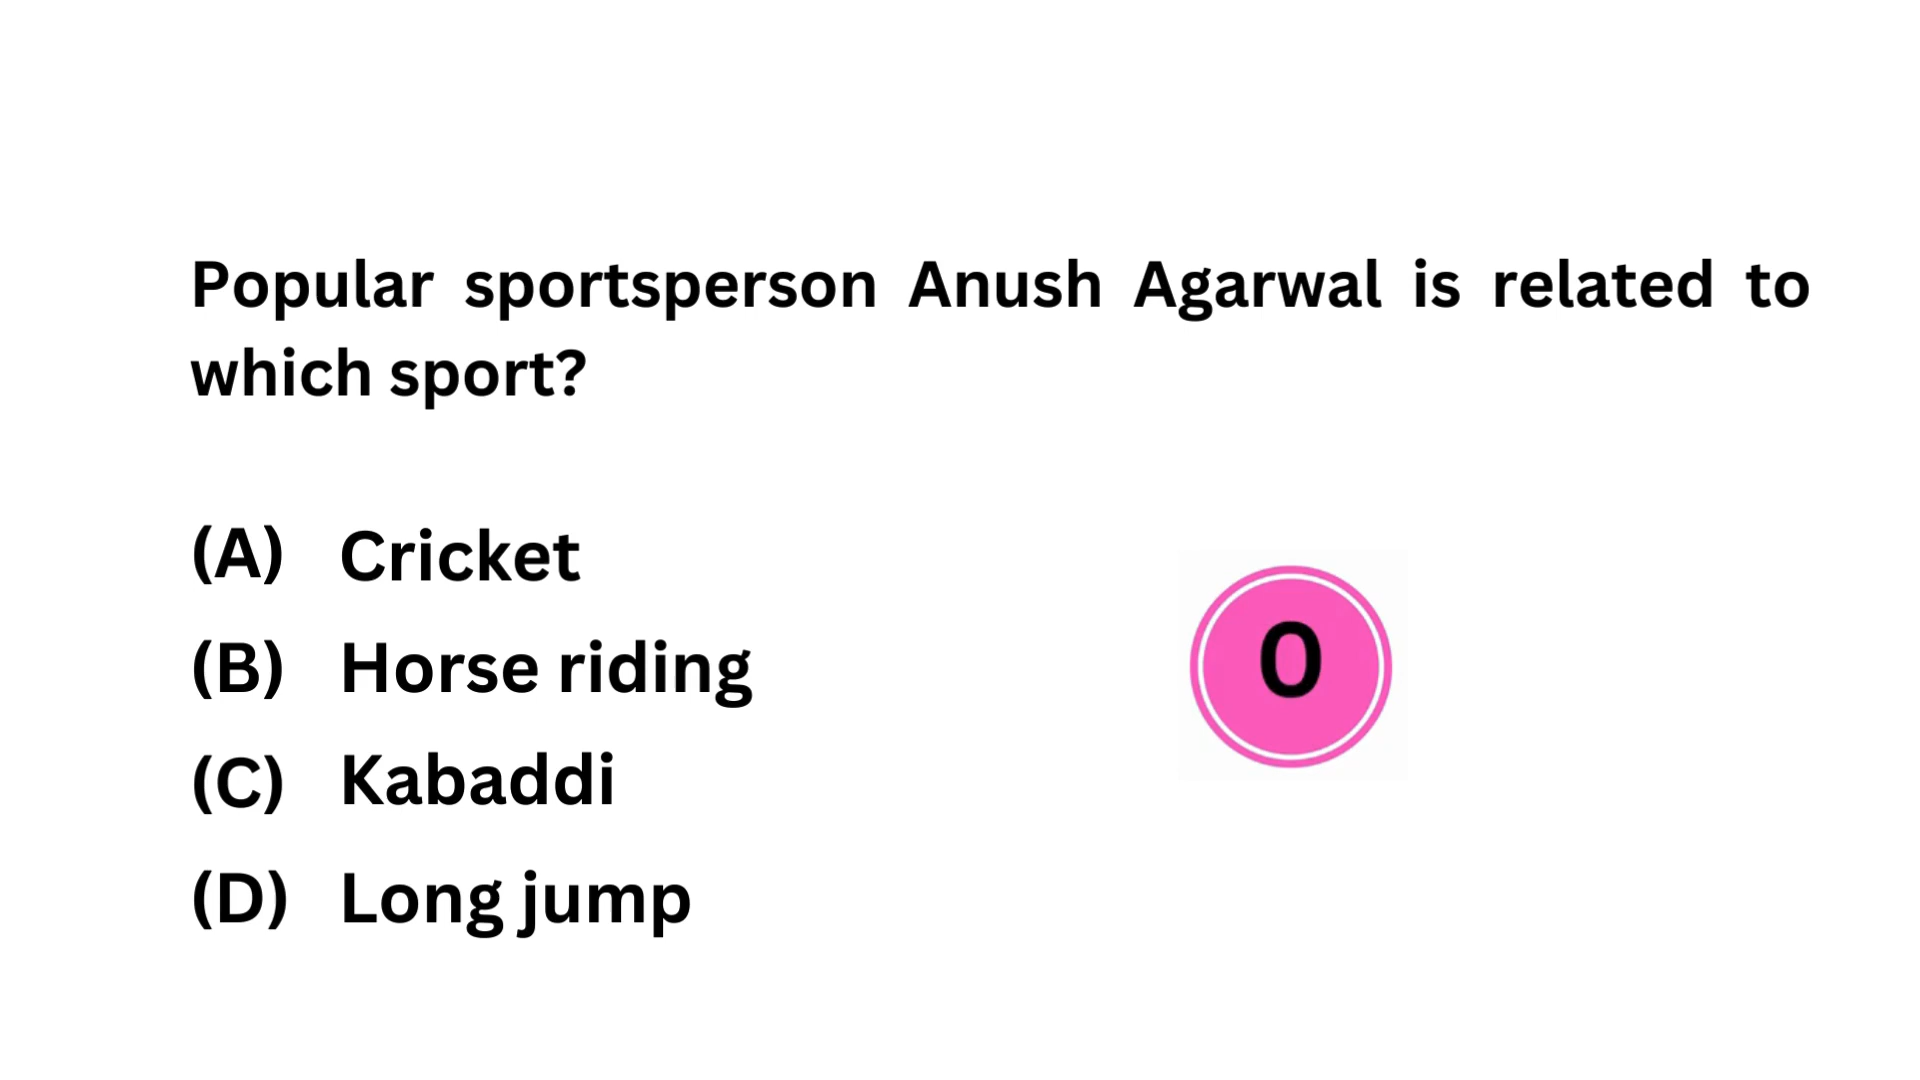 Popular sportsperson Anush Agarwal is related to
which sport?
(A) Cricket
(B) Horse riding
(C) Kabaddi
(D) Long jump
0